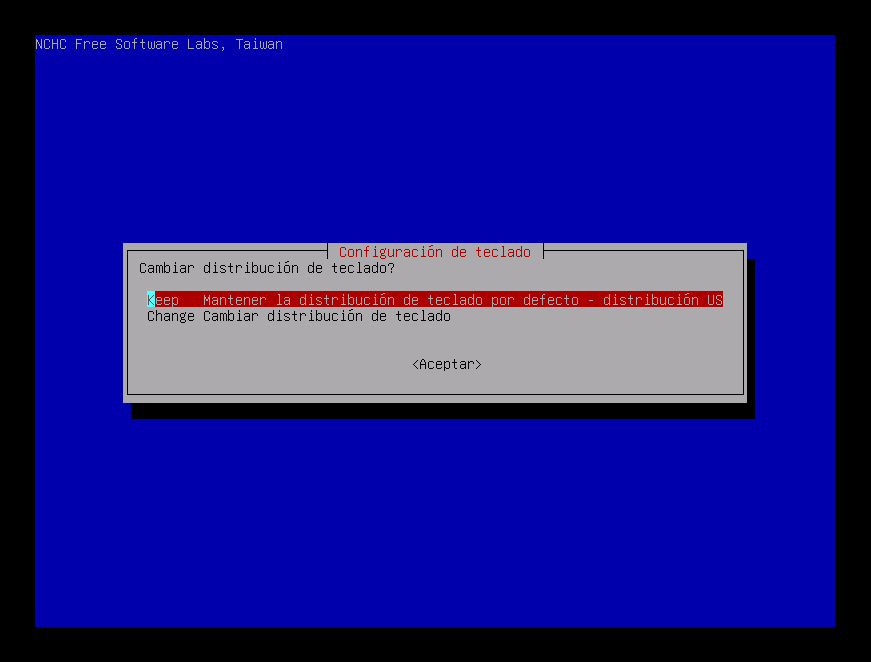 NCHC Free Software Labs, Taiwan
Configuración de teclado
Cambiar distribución de teclado?
Keep Mantener la distribución de teclado por defecto - distribución US
Change Cambiar distribución de teclado
<Aceptar>